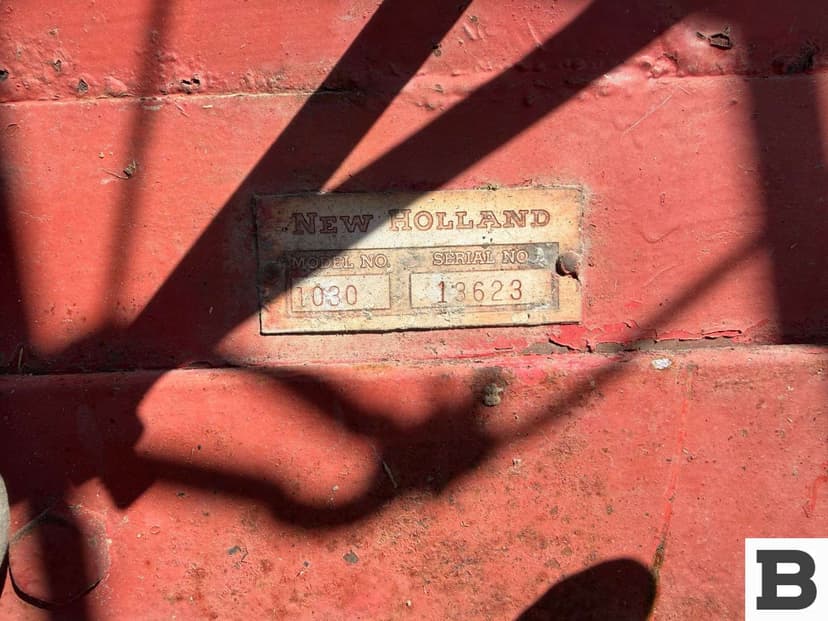 NEW HOLLAND
MODEL NO. SERIAL NO.
1030 13623
B